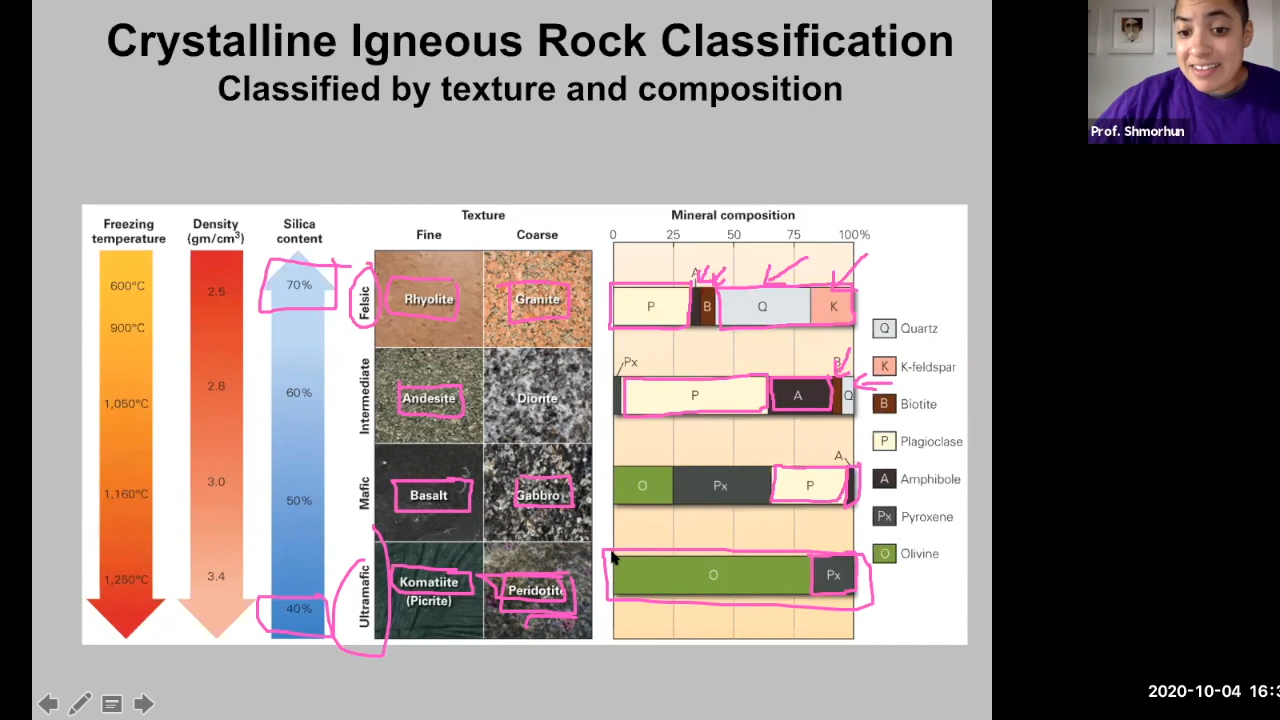 Crystalline Igneous Rock Classification
Classified by texture and composition
Prof. Shmorhun
Freezing temperature
Density (gm/cm³)
Silica content
Texture
Fine
Coarse
Mineral composition
0 25 50 75 100%
600°C
900°C
1,050°C
1,160°C
1,250°C
2.5
2.8
3.0
3.4
70%
60%
50%
40%
Felsic
Rhyolite
Granite
A
P
B
Q
K
Intermediate
Andesite
Diorite
Px
P
A
B
Q
Mafic
Basalt
Gabbro
O
Px
P
A
Ultramafic
Komatiite
(Picrite)
Peridotite
O
Px
Q Quartz
K K-feldspar
B Biotite
P Plagioclase
A Amphibole
Px Pyroxene
O Olivine
2020-10-04 16:3